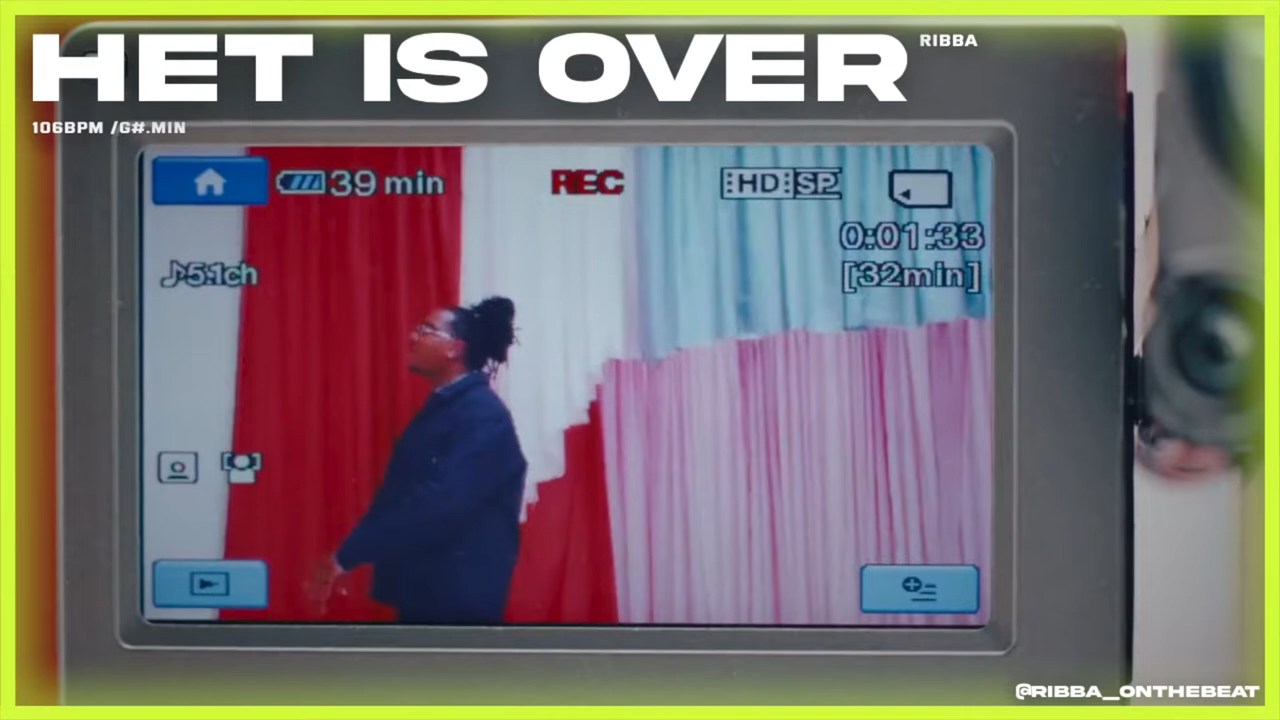 HET IS OVER
RIBBA
106BPM /G#.MIN
39 min
REC
HD SP
0:01:33
[32min]
♪5.1ch
@RIBBA_ONTHEBEAT